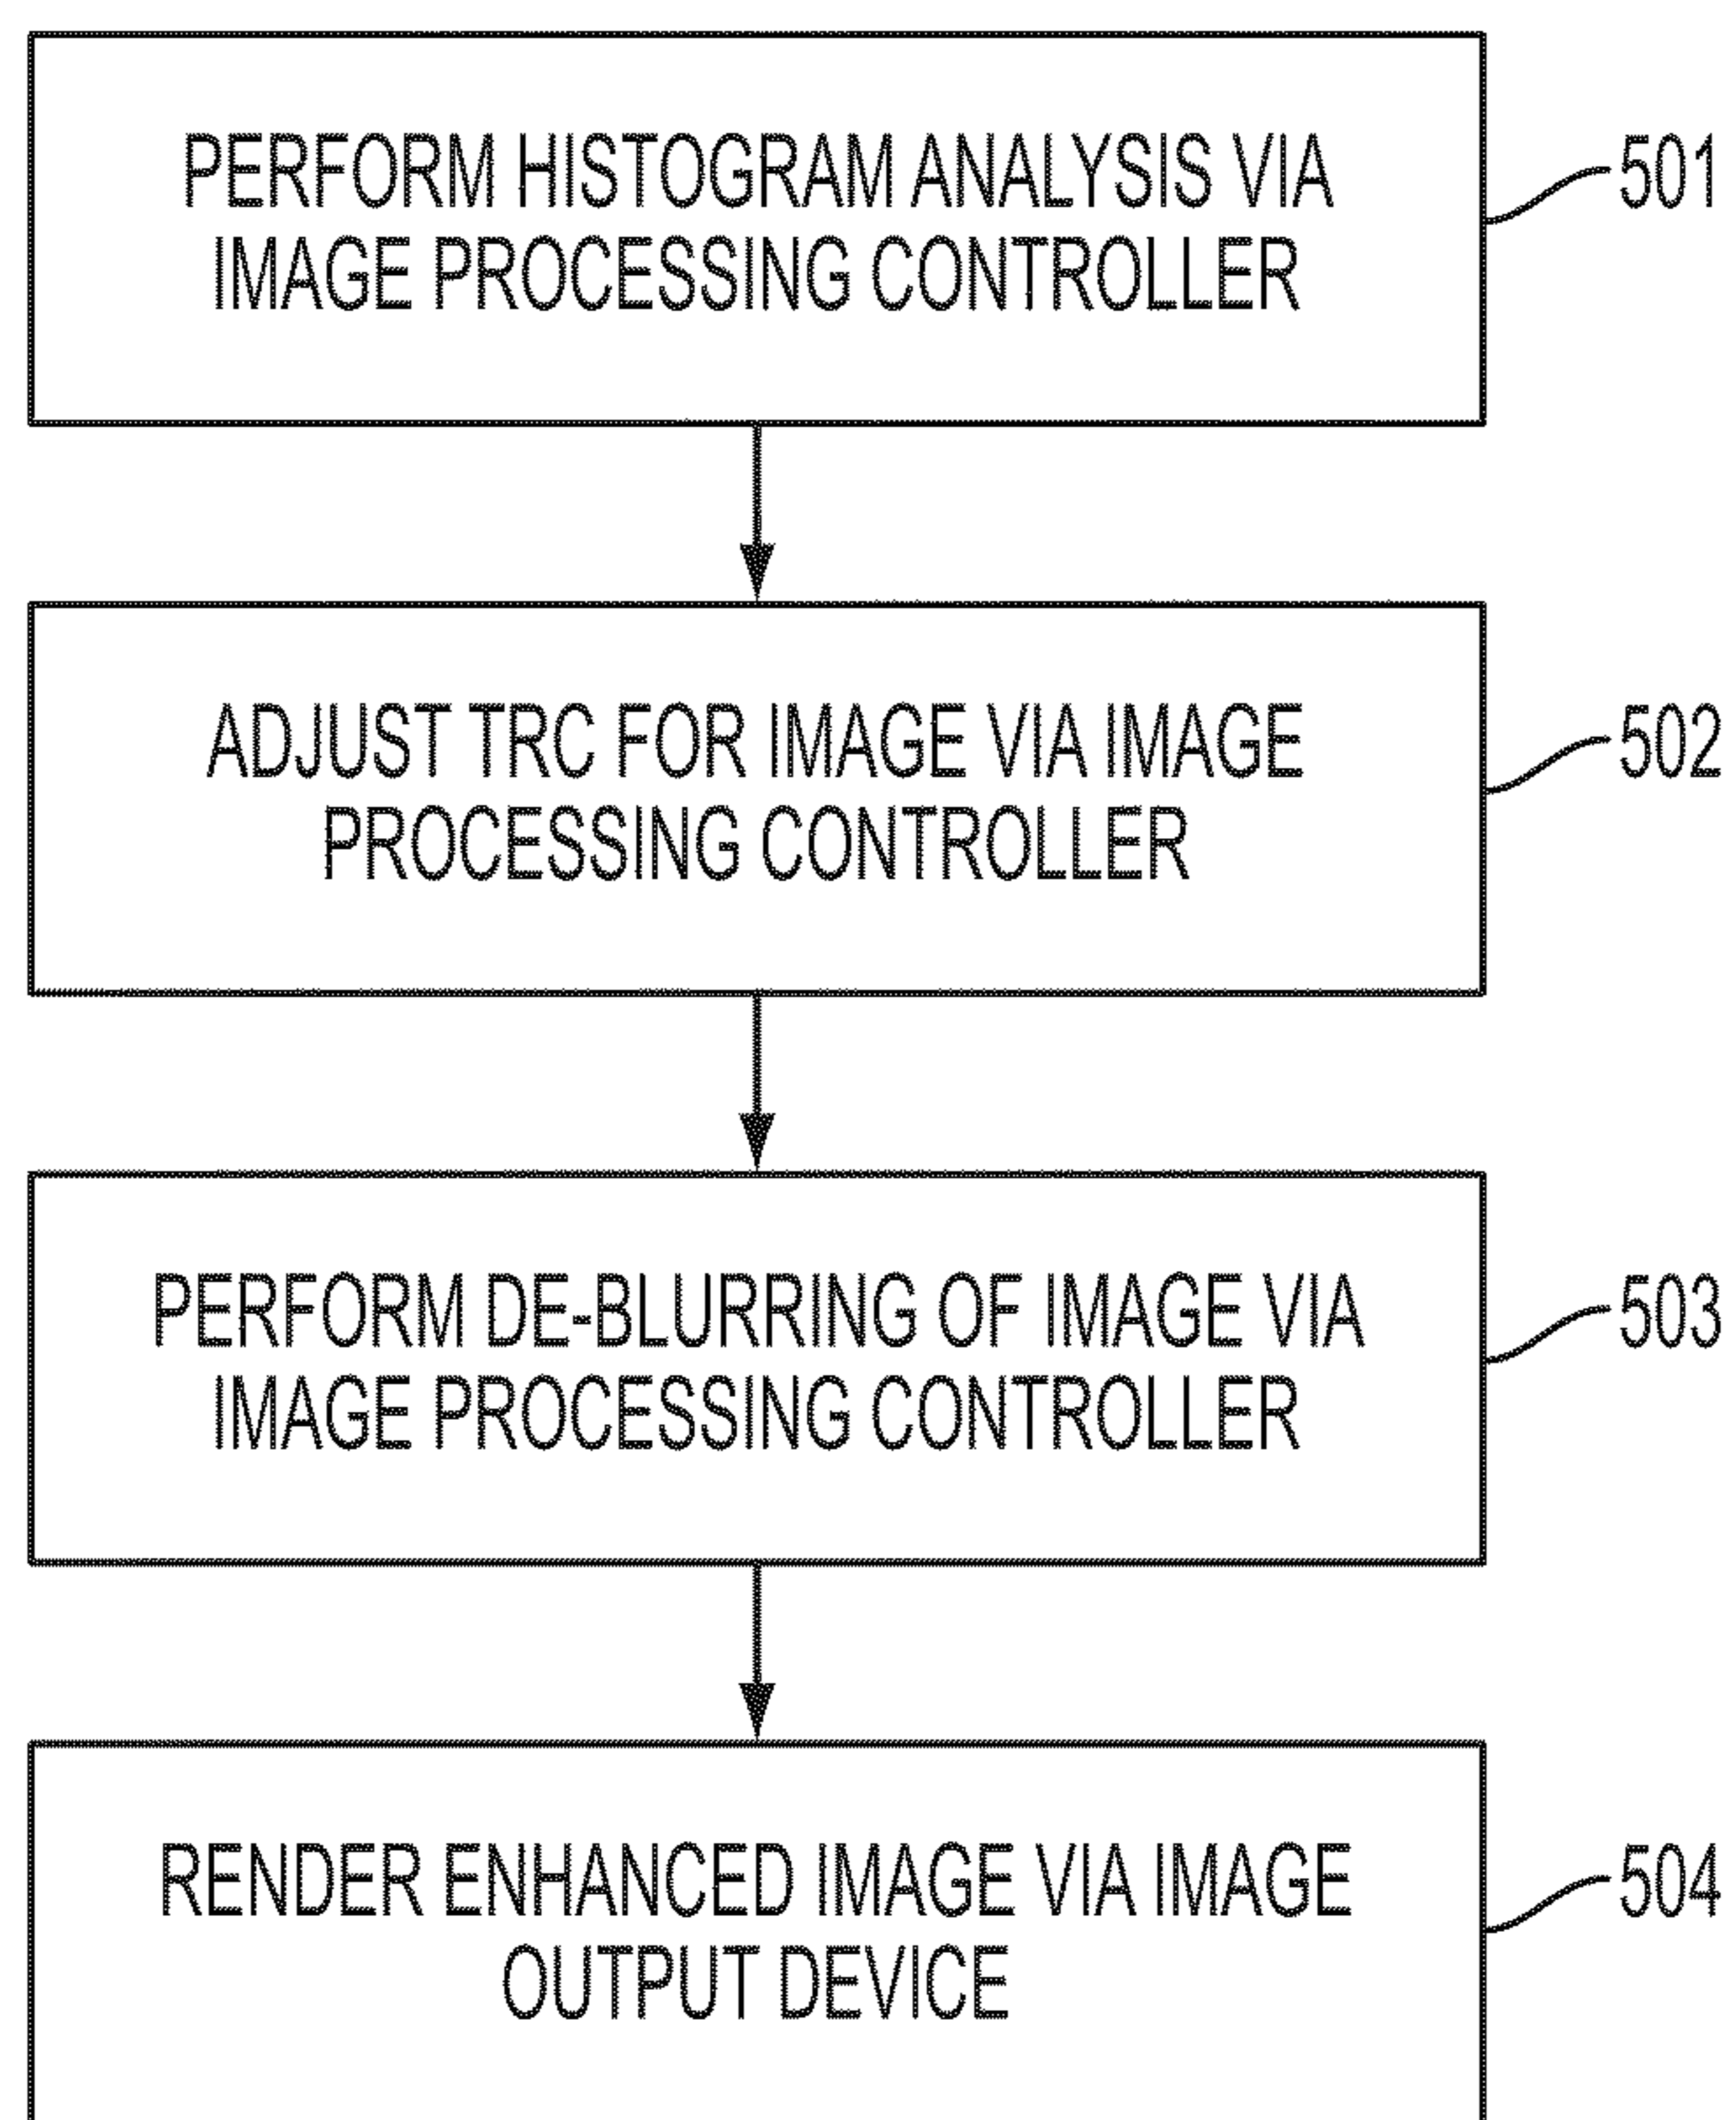 PERFORM HISTOGRAM ANALYSIS VIA
IMAGE PROCESSING CONTROLLER
501
ADJUST TRC FOR IMAGE VIA IMAGE
PROCESSING CONTROLLER
502
PERFORM DE-BLURRING OF IMAGE VIA
IMAGE PROCESSING CONTROLLER
503
RENDER ENHANCED IMAGE VIA IMAGE
OUTPUT DEVICE
504